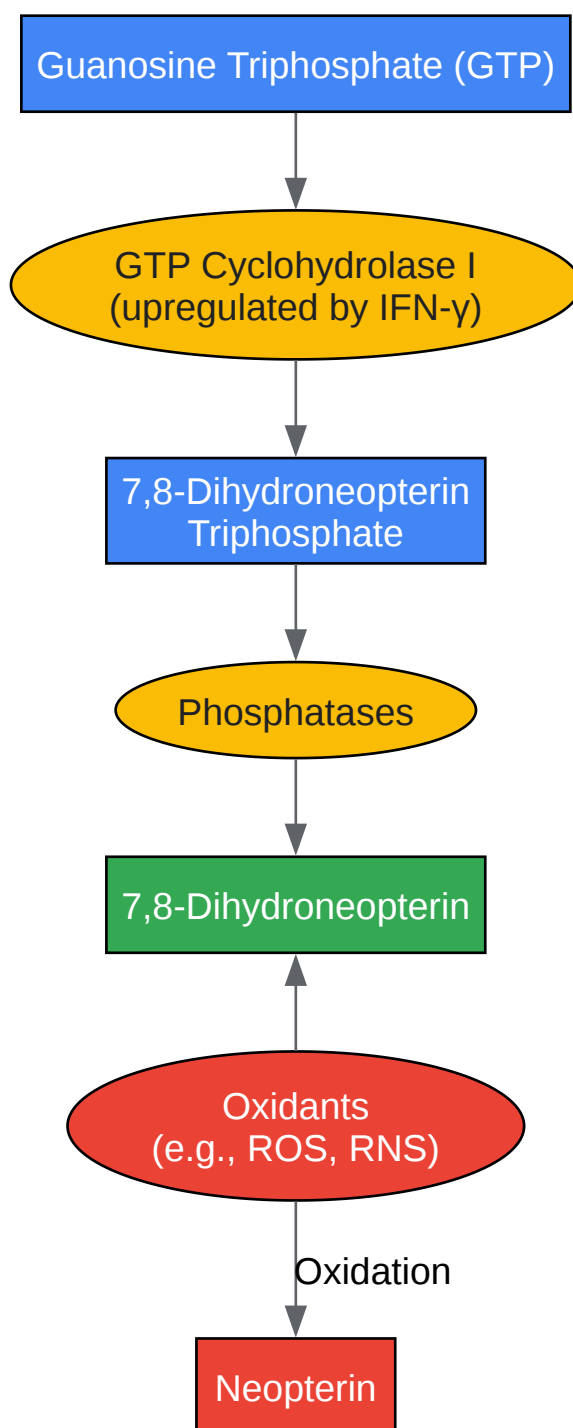 Guanosine Triphosphate (GTP)
GTP Cyclohydrolase I
(upregulated by IFN-γ)
7,8-Dihydroneopterin
Triphosphate
Phosphatases
7,8-Dihydroneopterin
Oxidants
(e.g., ROS, RNS)
Oxidation
Neopterin